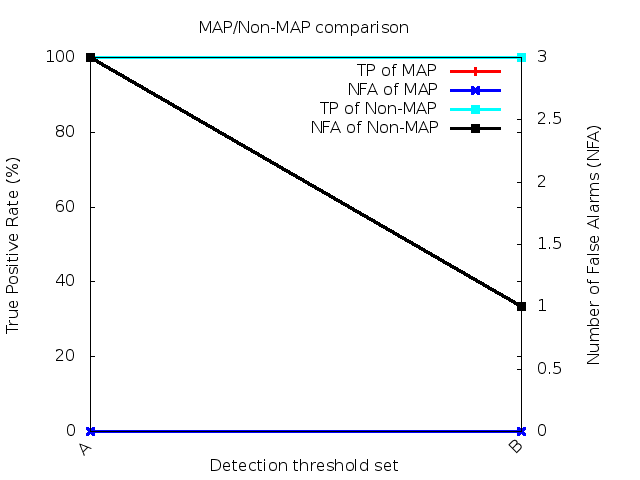 MAP/Non-MAP comparison
100
80
60
40
20
0
True Positive Rate (%)
3
2.5
2
1.5
1
0.5
0
Number of False Alarms (NFA)
TP of MAP
NFA of MAP
TP of Non-MAP
NFA of Non-MAP
A
B
Detection threshold set